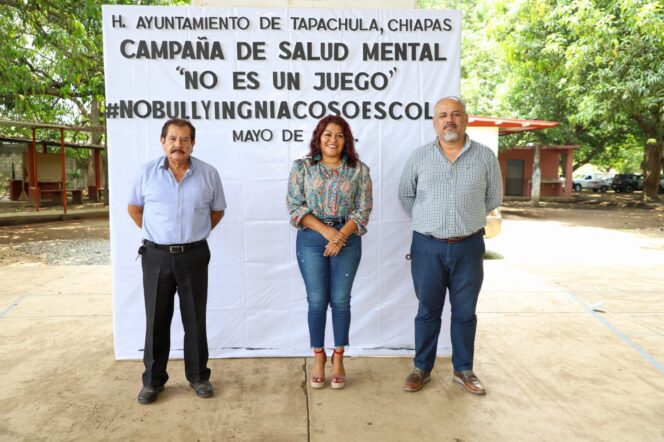 H. AYUNTAMIENTO DE TAPACHULA, CHIAPAS
CAMPAÑA DE SALUD MENTAL
"NO ES UN JUEGO"
#NOBULLYINGNIACOSOESCOL
MAYO DE